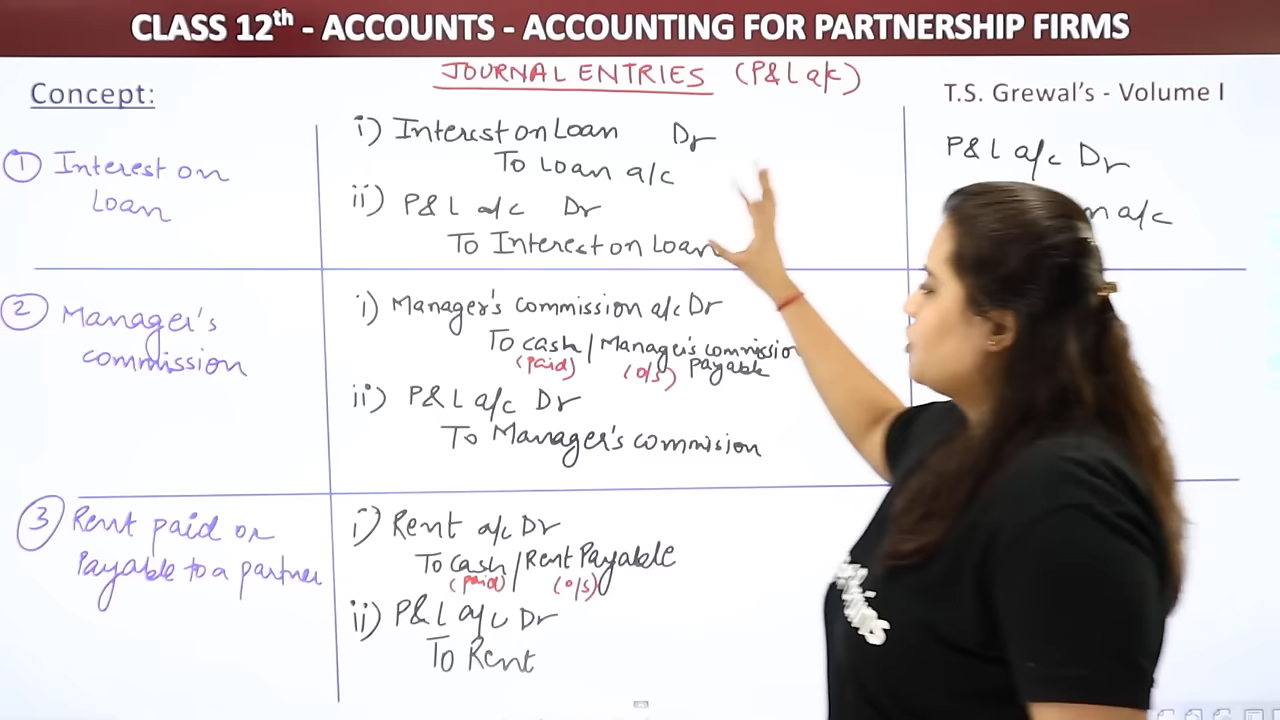 CLASS 12th - ACCOUNTS - ACCOUNTING FOR PARTNERSHIP FIRMS
JOURNAL ENTRIES (P&L a/c)
Concept:
T.S. Grewal's - Volume I
① Interest on
Loan
i) Interest on Loan Dr
To Loan a/c
ii) P&L a/c Dr
To Interest on Loan
P&L a/c Dr
a/c
② Manager's
commission
i) Manager's commission a/c Dr
To cash / Manager's commission
(paid) (o/s) payable
ii) P&L a/c Dr
To Manager's commision
③ Rent paid or
Payable to a partner
i) Rent a/c Dr
To cash / Rent Payable
(paid) (o/s)
ii) P&L a/c Dr
To Rent